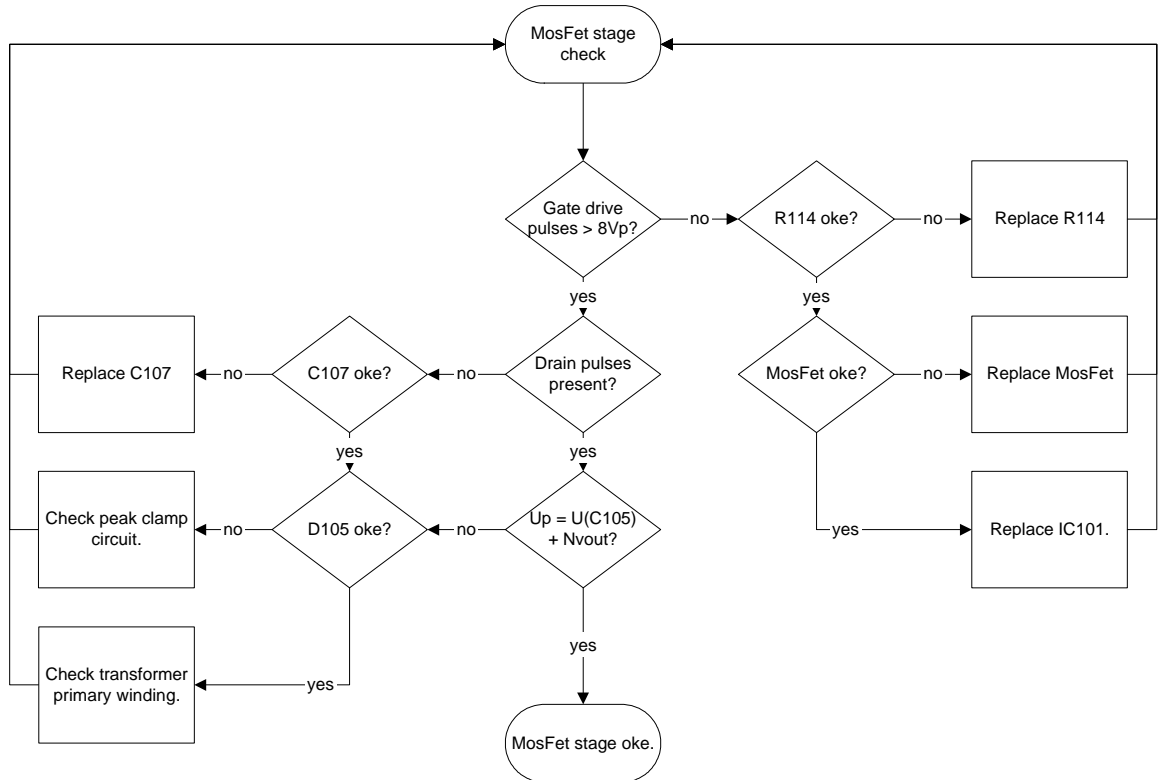 MosFet stage
check
Gate drive
pulses > 8Vp?
no
R114 oke?
no
Replace R114
yes
yes
Replace C107
no
C107 oke?
no
Drain pulses
present?
MosFet oke?
no
Replace MosFet
yes
yes
Check peak clamp
circuit.
no
D105 oke?
no
Up = U(C105)
+ Nvout?
yes
Replace IC101.
yes
Check transformer
primary winding.
yes
MosFet stage oke.